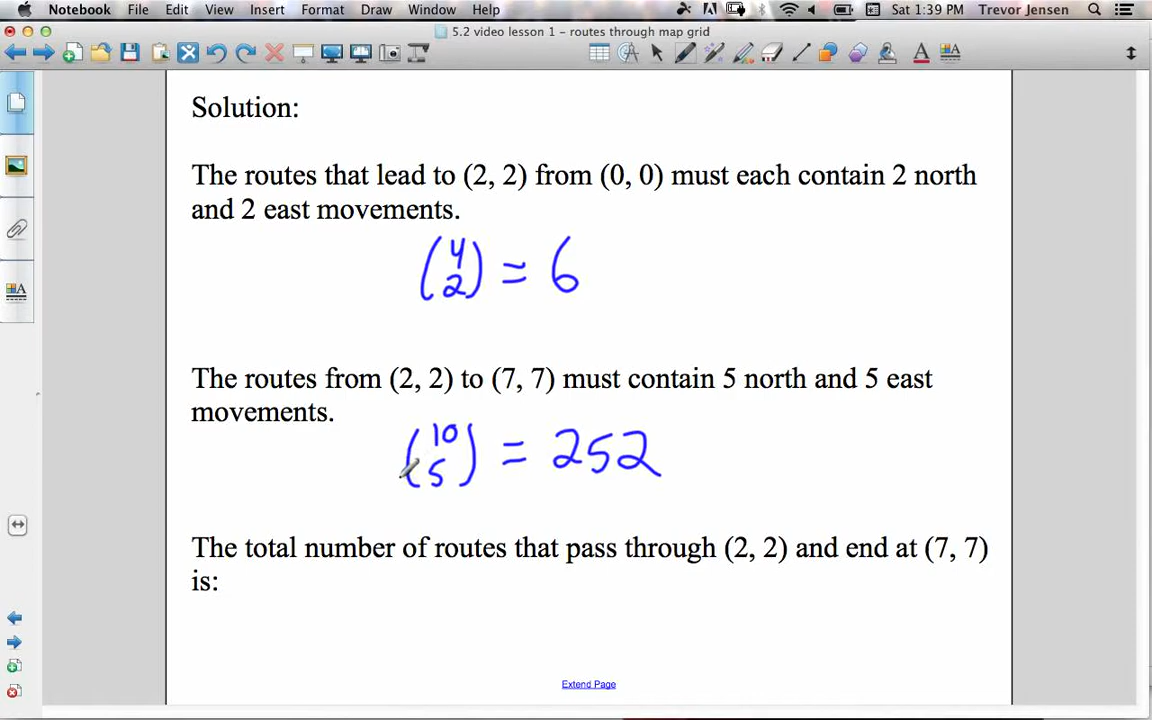 Notebook File Edit View Insert Format Draw Window Help Sat 1:39 PM Trevor Jensen
5.2 video lesson 1 – routes through map grid
Solution:
The routes that lead to (2, 2) from (0, 0) must each contain 2 north
and 2 east movements.
(4
2) = 6
The routes from (2, 2) to (7, 7) must contain 5 north and 5 east
movements.
(10
5) = 252
The total number of routes that pass through (2, 2) and end at (7, 7)
is:
Extend Page